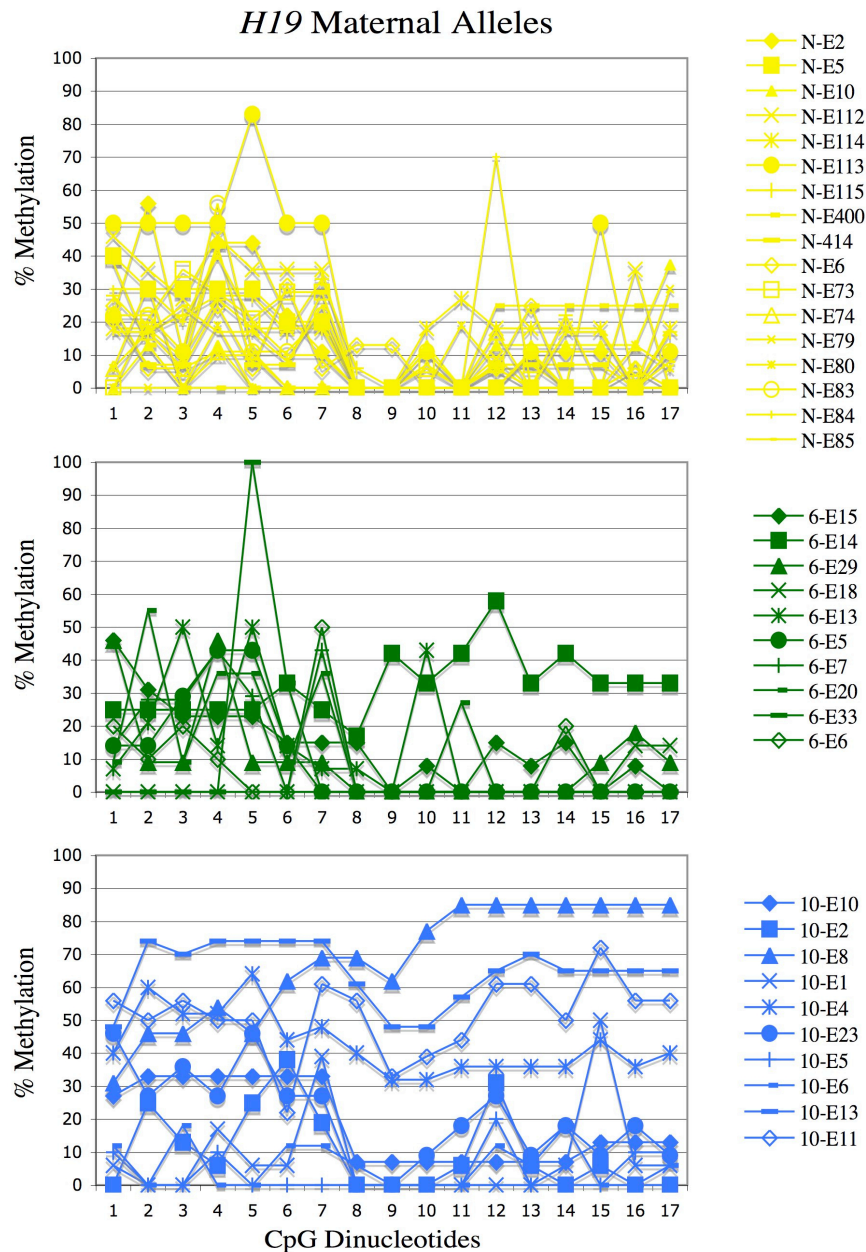 H19 Maternal Alleles
% Methylation
100
90
80
70
60
50
40
30
20
10
0
1 2 3 4 5 6 7 8 9 10 11 12 13 14 15 16 17
N-E2
N-E5
N-E10
N-E112
N-E114
N-E113
N-E115
N-E400
N-414
N-E6
N-E73
N-E74
N-E79
N-E80
N-E83
N-E84
N-E85
% Methylation
100
90
80
70
60
50
40
30
20
10
0
1 2 3 4 5 6 7 8 9 10 11 12 13 14 15 16 17
6-E15
6-E14
6-E29
6-E18
6-E13
6-E5
6-E7
6-E20
6-E33
6-E6
% Methylation
100
90
80
70
60
50
40
30
20
10
0
1 2 3 4 5 6 7 8 9 10 11 12 13 14 15 16 17
CpG Dinucleotides
10-E10
10-E2
10-E8
10-E1
10-E4
10-E23
10-E5
10-E6
10-E13
10-E11